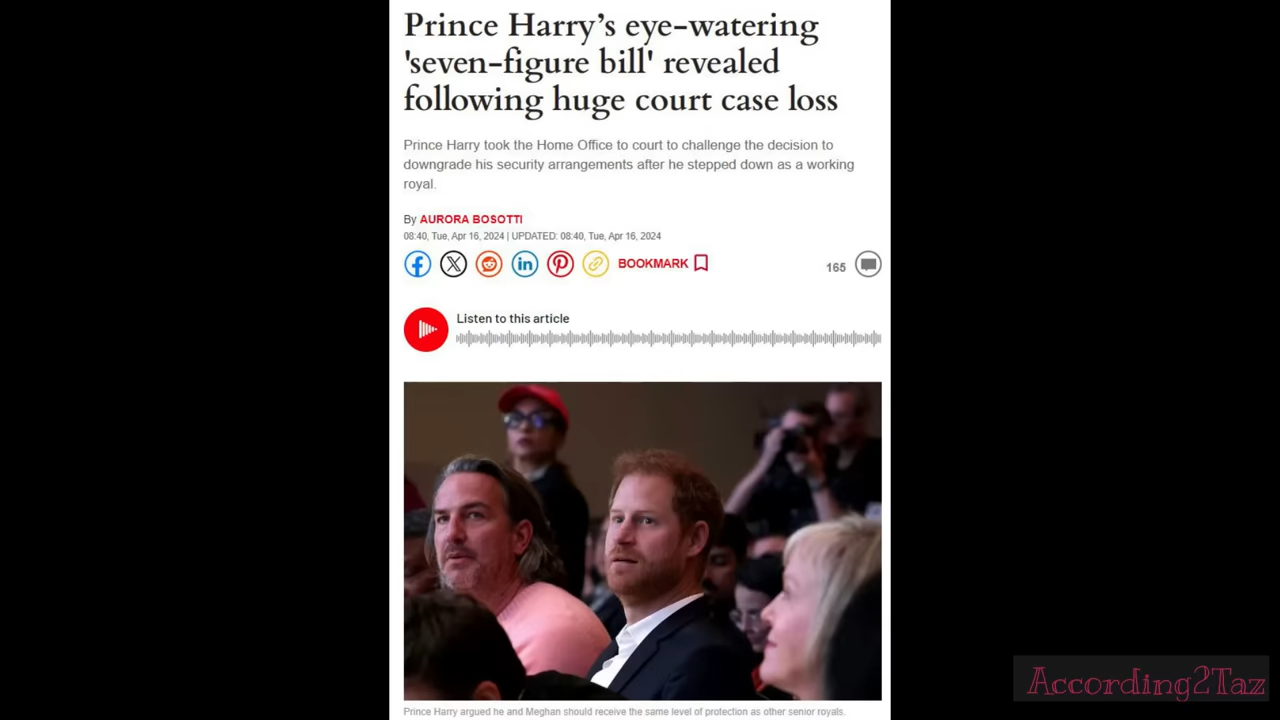 Prince Harry’s eye-watering
'seven-figure bill' revealed
following huge court case loss
Prince Harry took the Home Office to court to challenge the decision to
downgrade his security arrangements after he stepped down as a working
royal.
By AURORA BOSOTTI
08:40, Tue, Apr 16, 2024 | UPDATED: 08:40, Tue, Apr 16, 2024
BOOKMARK
165
Listen to this article
Prince Harry argued he and Meghan should receive the same level of protection as other senior royals.
According2Taz